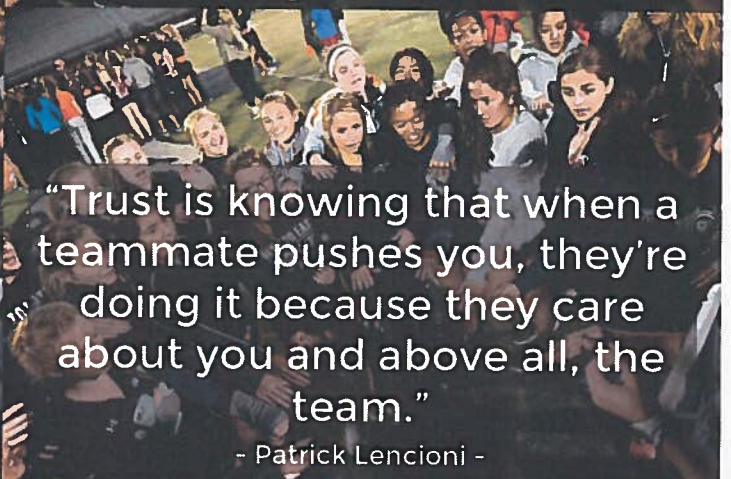 “Trust is knowing that when a
teammate pushes you, they’re
doing it because they care
about you and above all, the
team.”
- Patrick Lencioni -